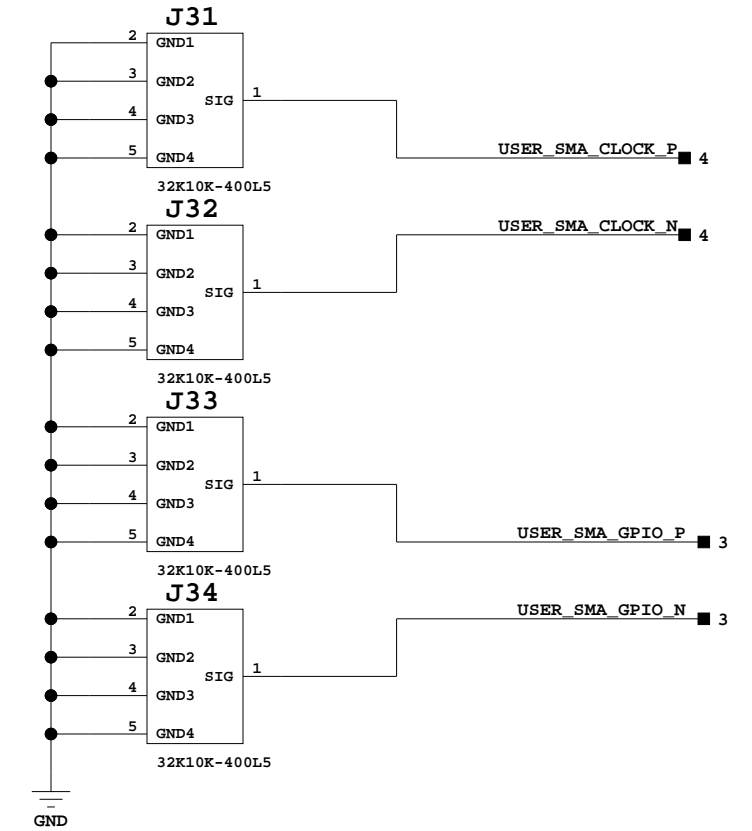 J31
2 GND1
3 GND2
SIG 1
4 GND3
USER_SMA_CLOCK_P 4
5 GND4
32K10K-400L5
J32
2 GND1
USER_SMA_CLOCK_N 4
3 GND2
SIG 1
4 GND3
5 GND4
32K10K-400L5
J33
2 GND1
3 GND2
SIG 1
4 GND3
USER_SMA_GPIO_P 3
5 GND4
32K10K-400L5
J34
2 GND1
USER_SMA_GPIO_N 3
3 GND2
SIG 1
4 GND3
5 GND4
32K10K-400L5
GND